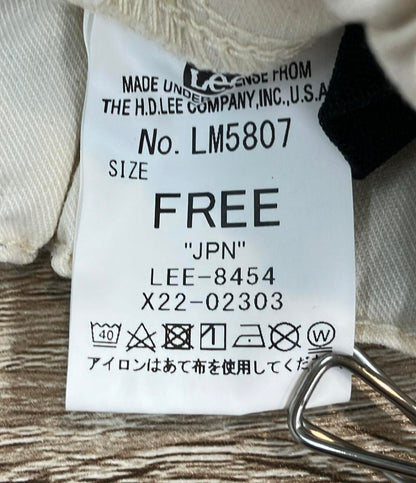 Lee
MADE UNDER LICENSE FROM
THE H.D.LEE COMPANY,INC.,U.S.A
No. LM5807
SIZE
FREE
"JPN"
LEE-8454
X22-02303
40 W
アイロンはあて布を使用してくだ